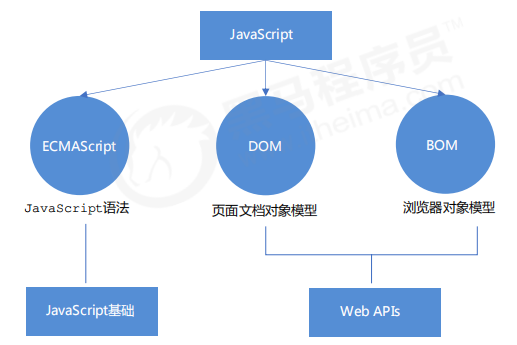 JavaScript
黑马程序员™
itheima.com
ECMAScript
DOM
BOM
JavaScript语法
页面文档对象模型
浏览器对象模型
JavaScript基础
Web APIs